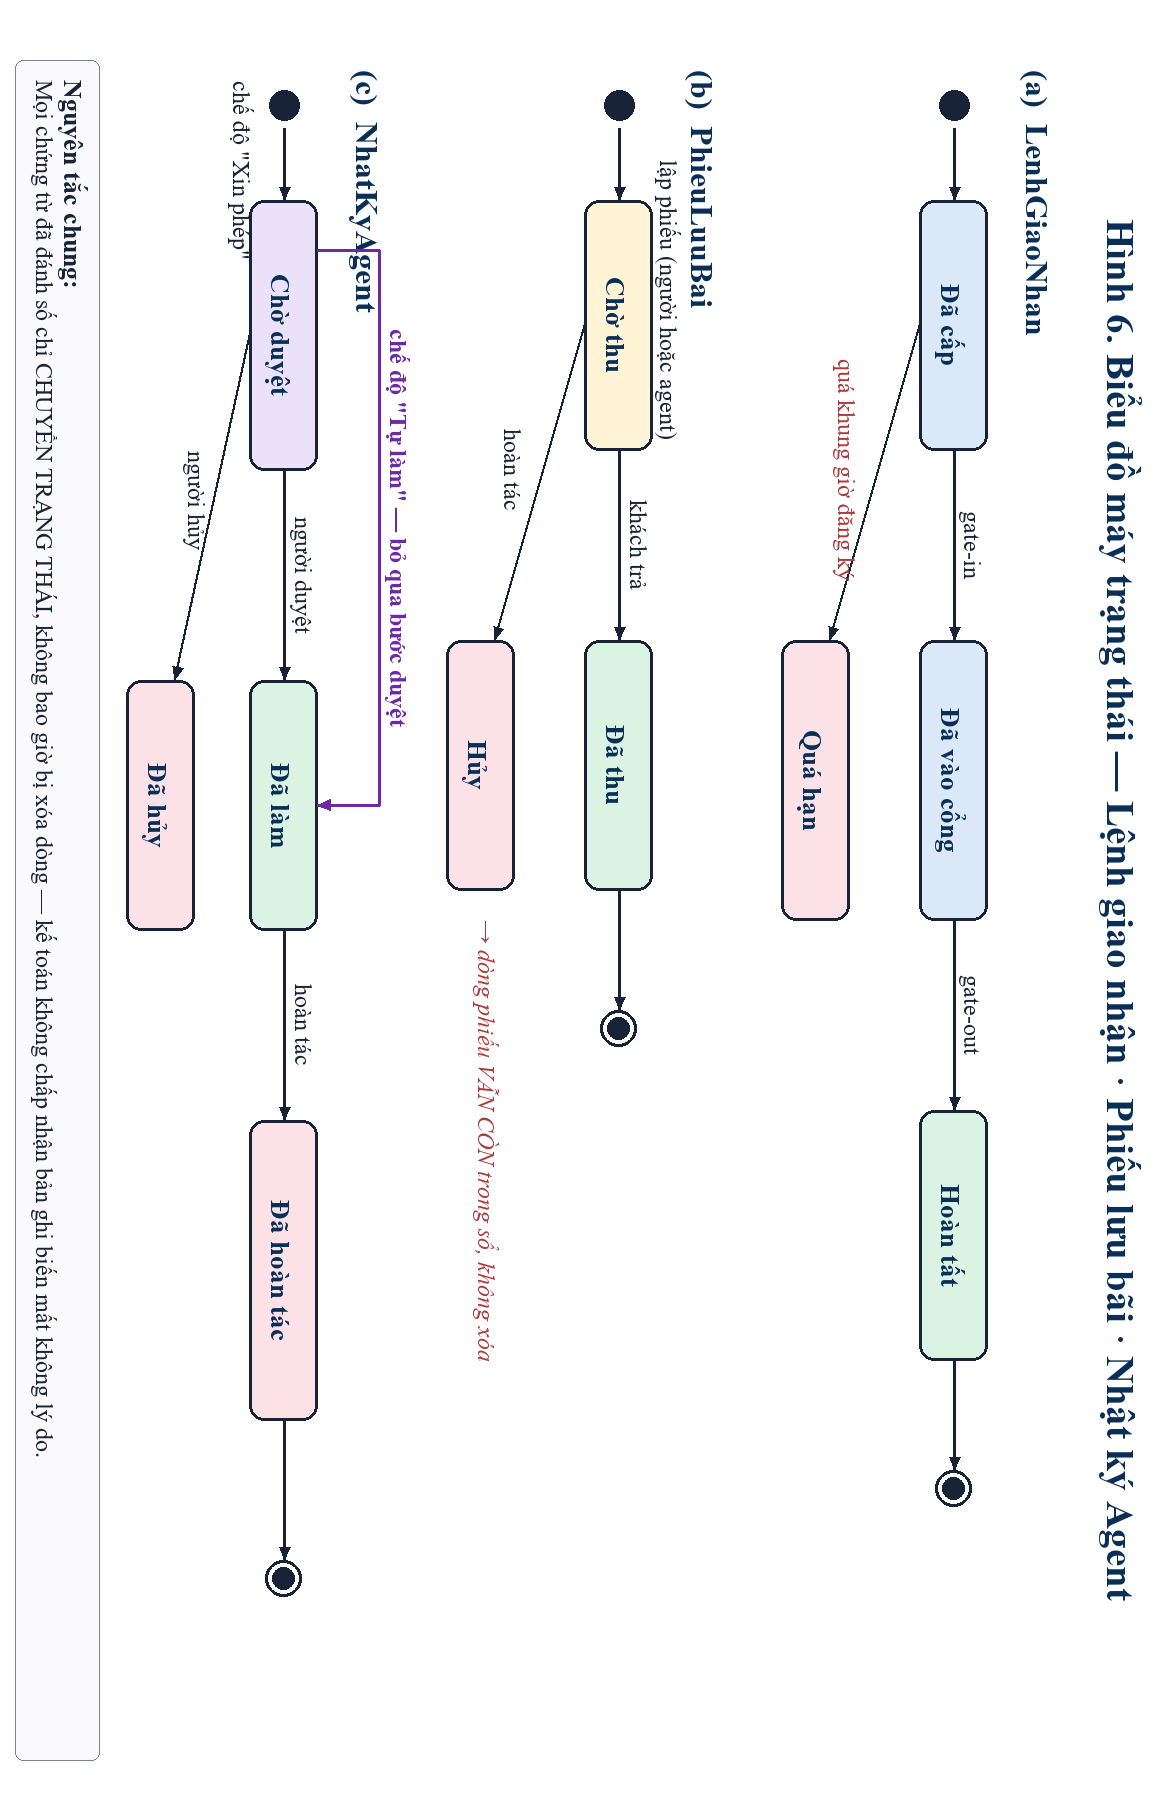 Hình 6. Biểu đồ máy trạng thái — Lệnh giao nhận · Phiếu lưu bãi · Nhật ký Agent
(a) LenhGiaoNhan
Đã cấp
gate-in
Đã vào cổng
gate-out
Hoàn tất
quá khung giờ đăng ký
Quá hạn
(b) PhieuLuuBai
lập phiếu (người hoặc agent)
Chờ thu
khách trả
Đã thu
hoàn tác
Hủy
→ dòng phiếu VẪN CÒN trong sổ, không xóa
(c) NhatKyAgent
chế độ "Tự làm" — bỏ qua bước duyệt
chế độ "Xin phép"
Chờ duyệt
người duyệt
Đã làm
hoàn tác
Đã hoàn tác
người hủy
Đã hủy
Nguyên tắc chung:
Mọi chứng từ đã đánh số chỉ CHUYỂN TRẠNG THÁI, không bao giờ bị xóa dòng — kế toán không chấp nhận bản ghi biến mất không lý do.